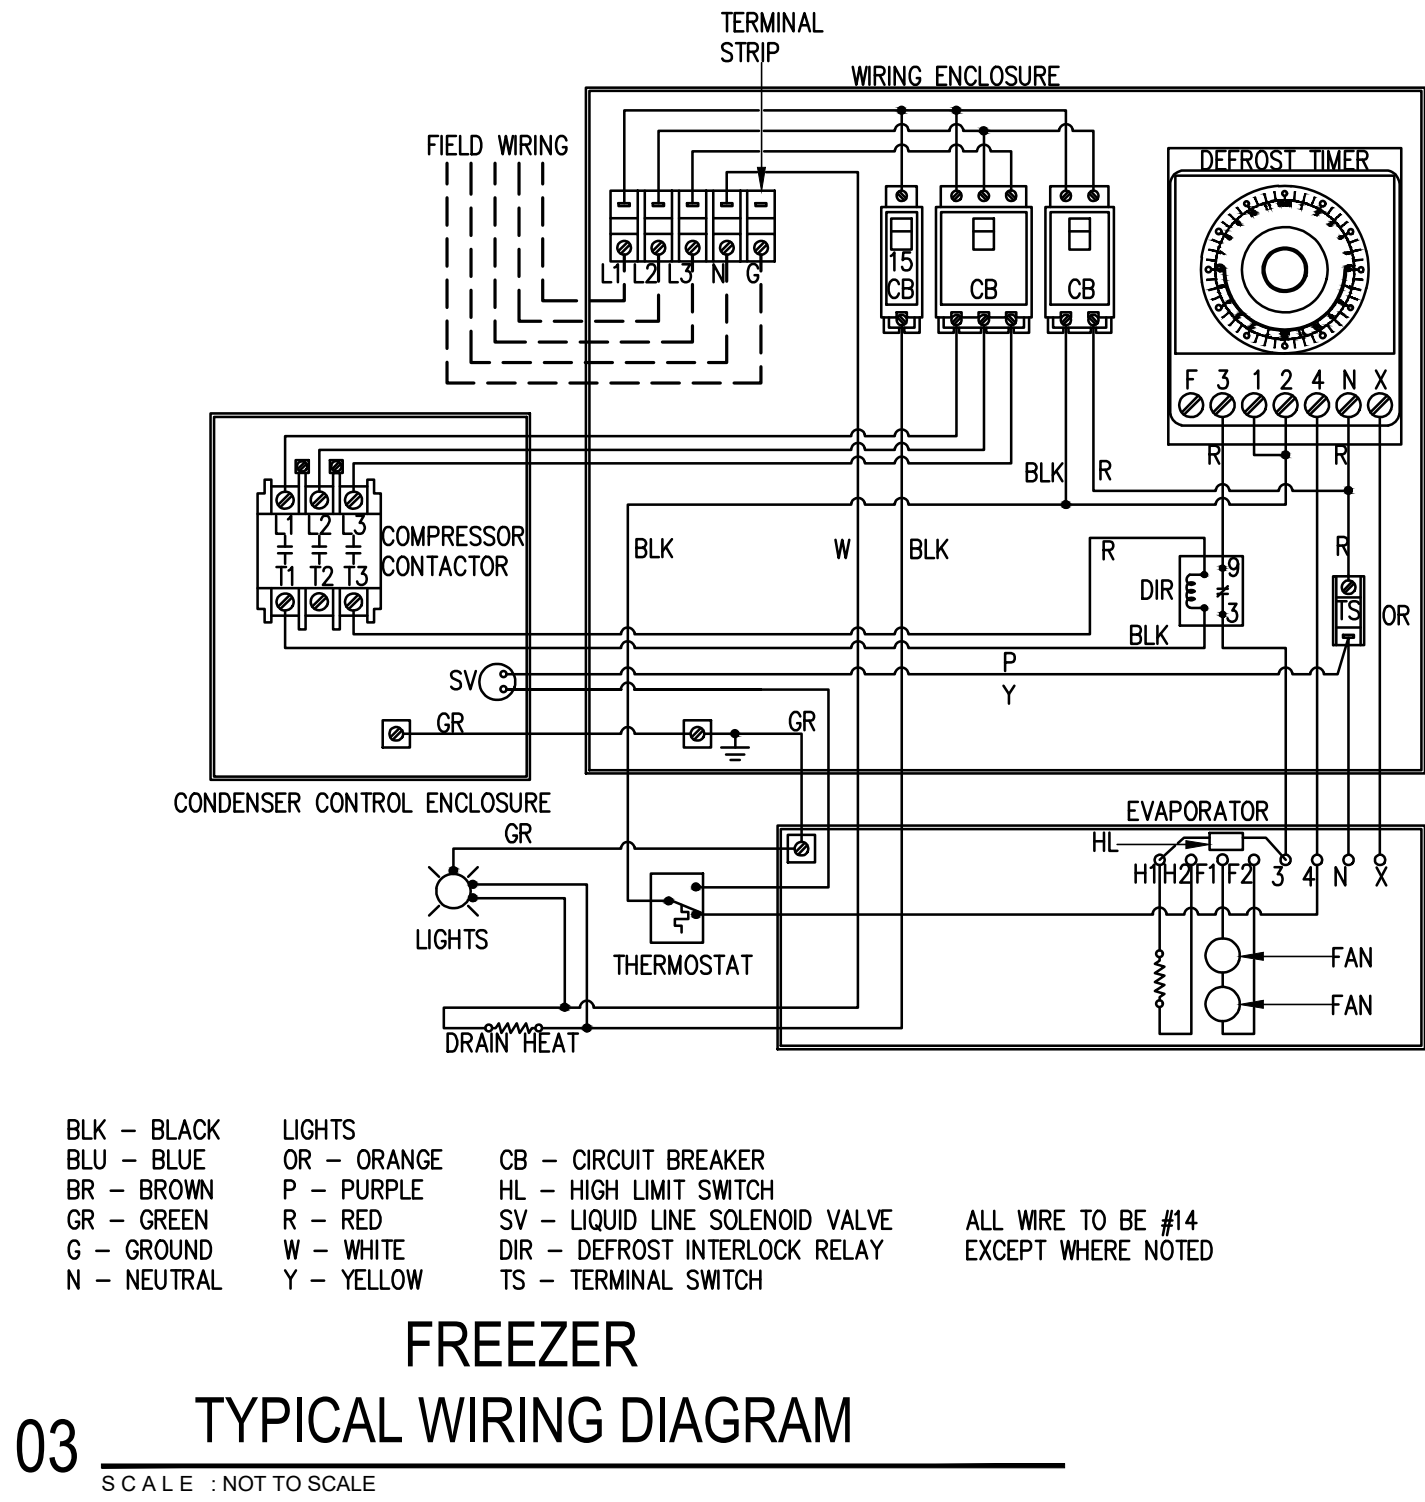 TERMINAL
STRIP
WIRING ENCLOSURE
FIELD WIRING
DEFROST TIMER
L1 L2 L3 N G
15
CB CB CB
F 3 1 2 4 N X
R R
BLK R
L1 L2 L3
COMPRESSOR
CONTACTOR
T1 T2 T3
BLK W BLK R R
DIR 9
3
TS OR
BLK
SV P
Y
GR GR
CONDENSER CONTROL ENCLOSURE
EVAPORATOR
GR
HL
H1 H2 F1 F2 3 4 N X
LIGHTS
THERMOSTAT
FAN
FAN
DRAIN HEAT
BLK – BLACK LIGHTS
BLU – BLUE OR – ORANGE CB – CIRCUIT BREAKER
BR – BROWN P – PURPLE HL – HIGH LIMIT SWITCH
GR – GREEN R – RED SV – LIQUID LINE SOLENOID VALVE ALL WIRE TO BE #14
G – GROUND W – WHITE DIR – DEFROST INTERLOCK RELAY EXCEPT WHERE NOTED
N – NEUTRAL Y – YELLOW TS – TERMINAL SWITCH
FREEZER
TYPICAL WIRING DIAGRAM
03
SCALE : NOT TO SCALE